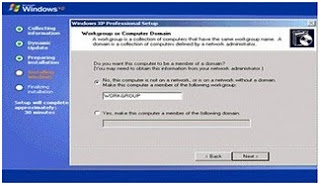 Windows xp
Collecting
information
Dynamic
Update
Preparing
installation
Installing
Windows
Finalizing
installation
Setup will complete
approximately:
30 minutes
Windows XP Professional Setup
Workgroup or Computer Domain
A workgroup is a collection of computers that have the same workgroup name. A
domain is a collection of computers defined by a network administrator.
Do you want this computer to be a member of a domain?
(You may need to obtain this information from your network administrator.)
No, this computer is not on a network, or is on a network without a domain.
Make this computer a member of the following workgroup:
WORKGROUP
Yes, make this computer a member of the following domain:
< Back
Next >